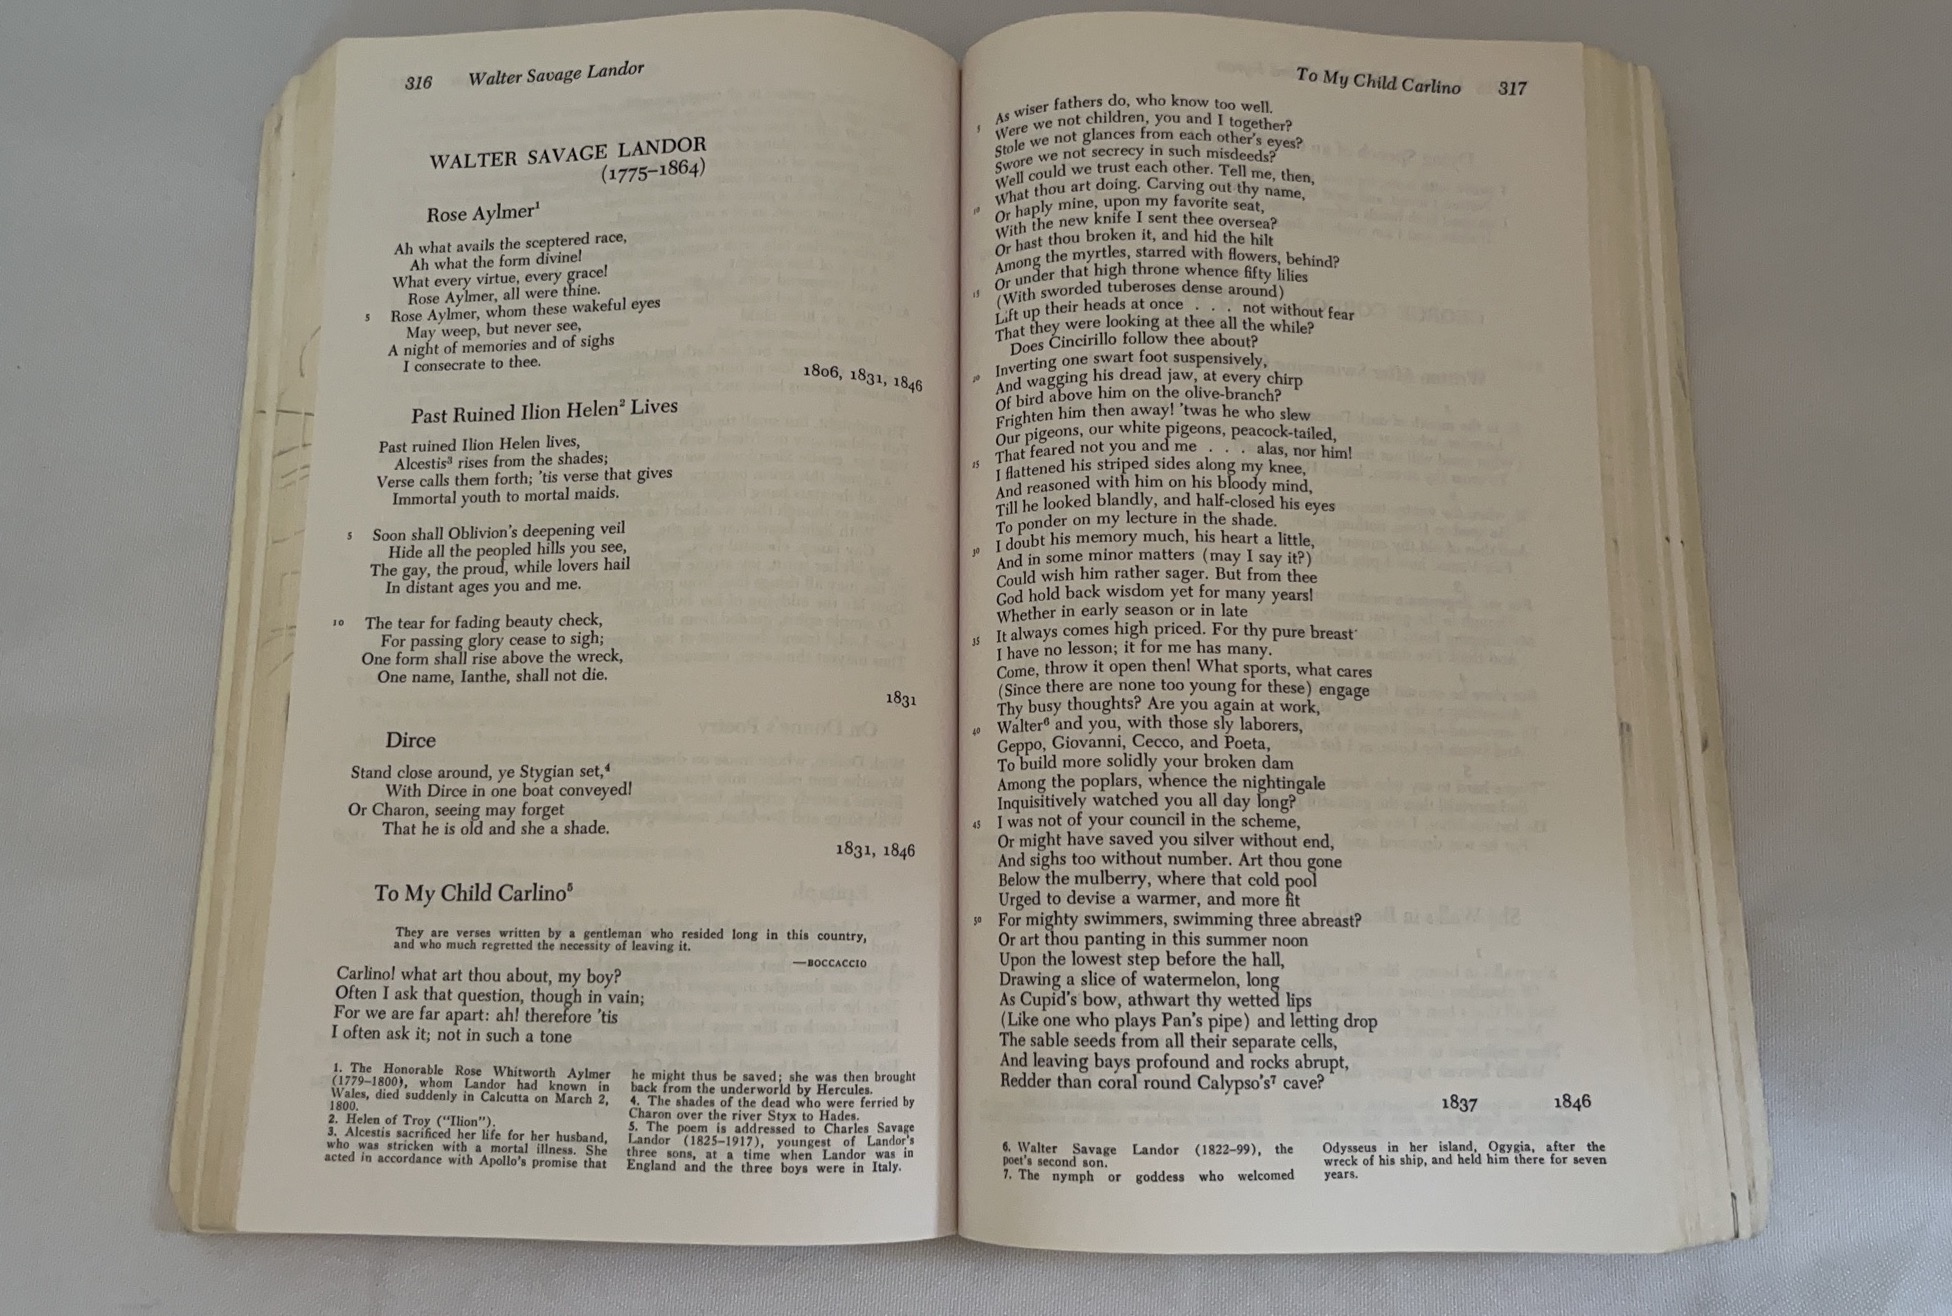 316 Walter Savage Landor
WALTER SAVAGE LANDOR
(1775–1864)
Rose Aylmer¹
Ah what avails the sceptered race,
Ah what the form divine!
What every virtue, every grace!
Rose Aylmer, all were thine.
5 Rose Aylmer, whom these wakeful eyes
May weep, but never see,
A night of memories and of sighs
I consecrate to thee.
1806, 1831, 1846
Past Ruined Ilion Helen² Lives
Past ruined Ilion Helen lives,
Alcestis³ rises from the shades;
Verse calls them forth; 'tis verse that gives
Immortal youth to mortal maids.
5 Soon shall Oblivion's deepening veil
Hide all the peopled hills you see,
The gay, the proud, while lovers hail
In distant ages you and me.
10 The tear for fading beauty check,
For passing glory cease to sigh;
One form shall rise above the wreck,
One name, Ianthe, shall not die.
1831
Dirce
Stand close around, ye Stygian set,⁴
With Dirce in one boat conveyed!
Or Charon, seeing may forget
That he is old and she a shade.
1831, 1846
To My Child Carlino⁵
They are verses written by a gentleman who resided long in this country,
and who much regretted the necessity of leaving it.
—BOCCACCIO
Carlino! what art thou about, my boy?
Often I ask that question, though in vain;
For we are far apart: ah! therefore 'tis
I often ask it; not in such a tone
1. The Honorable Rose Whitworth Aylmer
(1779–1800), whom Landor had known in
Wales, died suddenly in Calcutta on March 2,
1800.
2. Helen of Troy ("Ilion").
3. Alcestis sacrificed her life for her husband,
who was stricken with a mortal illness. She
acted in accordance with Apollo's promise that
he might thus be saved; she was then brought
back from the underworld by Hercules.
4. The shades of the dead who were ferried by
Charon over the river Styx to Hades.
5. The poem is addressed to Charles Savage
Landor (1825–1917), youngest of Landor's
three sons, at a time when Landor was in
England and the three boys were in Italy.
To My Child Carlino 317
As wiser fathers do, who know too well.
5 Were we not children, you and I together?
Stole we not glances from each other's eyes?
Swore we not secrecy in such misdeeds?
Well could we trust each other. Tell me, then,
What thou art doing. Carving out thy name,
10 Or haply mine, upon my favorite seat,
With the new knife I sent thee oversea?
Or hast thou broken it, and hid the hilt
Among the myrtles, starred with flowers, behind?
Or under that high throne whence fifty lilies
15 (With sworded tuberoses dense around)
Lift up their heads at once . . . not without fear
That they were looking at thee all the while?
Does Cincirillo follow thee about?
Inverting one swart foot suspensively,
20 And wagging his dread jaw, at every chirp
Of bird above him on the olive-branch?
Frighten him then away! 'twas he who slew
Our pigeons, our white pigeons, peacock-tailed,
That feared not you and me . . . alas, nor him!
25 I flattened his striped sides along my knee,
And reasoned with him on his bloody mind,
Till he looked blandly, and half-closed his eyes
To ponder on my lecture in the shade.
I doubt his memory much, his heart a little,
30 And in some minor matters (may I say it?)
Could wish him rather sager. But from thee
God hold back wisdom yet for many years!
Whether in early season or in late
It always comes high priced. For thy pure breast
35 I have no lesson; it for me has many.
Come, throw it open then! What sports, what cares
(Since there are none too young for these) engage
Thy busy thoughts? Are you again at work,
Walter⁶ and you, with those sly laborers,
40 Geppo, Giovanni, Cecco, and Poeta,
To build more solidly your broken dam
Among the poplars, whence the nightingale
Inquisitively watched you all day long?
45 I was not of your council in the scheme,
Or might have saved you silver without end,
And sighs too without number. Art thou gone
Below the mulberry, where that cold pool
Urged to devise a warmer, and more fit
50 For mighty swimmers, swimming three abreast?
Or art thou panting in this summer noon
Upon the lowest step before the hall,
Drawing a slice of watermelon, long
As Cupid's bow, athwart thy wetted lips
(Like one who plays Pan's pipe) and letting drop
The sable seeds from all their separate cells,
And leaving bays profound and rocks abrupt,
Redder than coral round Calypso's⁷ cave?
1837 1846
6. Walter Savage Landor (1822–99), the
poet's second son.
7. The nymph or goddess who welcomed
Odysseus in her island, Ogygia, after the
wreck of his ship, and held him there for seven
years.